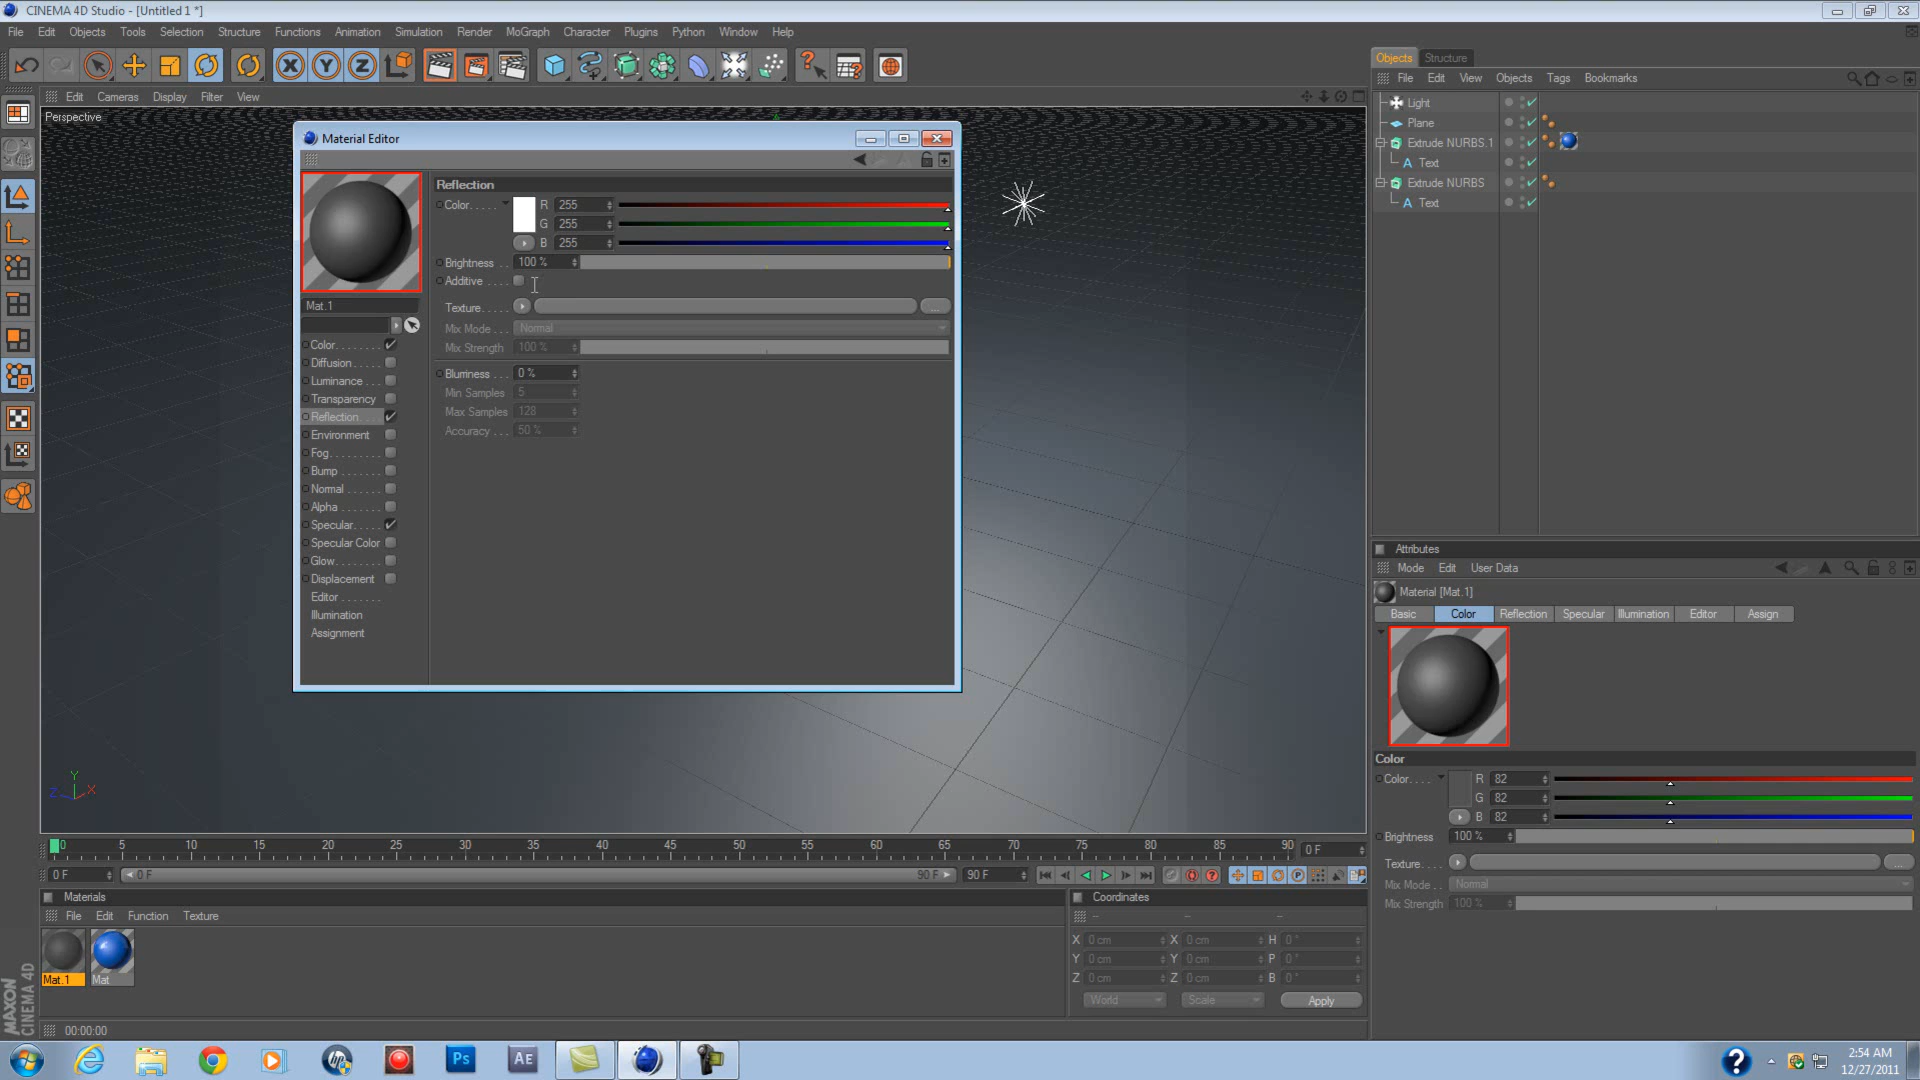 CINEMA 4D Studio - [Untitled 1 *]
File Edit Objects Tools Selection Structure Functions Animation Simulation Render MoGraph Character Plugins Python Window Help
Edit Cameras Display Filter View
Perspective
Material Editor
Reflection
Color. . . . . R 255
G 255
B 255
Brightness . . 100 %
Additive . . . .
Texture. . . . . ...
Mix Mode . . . Normal
Mix Strength 100 %
Blurriness . . . 0 %
Min Samples 5
Max Samples 128
Accuracy . . . 50 %
Mat.1
Color. . . . . . . .
Diffusion . . . . .
Luminance . . .
Transparency
Reflection. . . .
Environment
Fog. . . . . . . . .
Bump . . . . . . .
Normal . . . . . .
Alpha . . . . . . .
Specular. . . . .
Specular Color
Glow. . . . . . . .
Displacement
Editor . . . . . . .
Illumination
Assignment
Y
Z X
Objects Structure
File Edit View Objects Tags Bookmarks
Light
Plane
Extrude NURBS.1
A Text
Extrude NURBS
A Text
Attributes
Mode Edit User Data
Material [Mat.1]
Basic Color Reflection Specular Illumination Editor Assign
Color
Color. . . . R 82
G 82
B 82
Brightness 100 %
Texture. . . . ...
Mix Mode . . Normal
Mix Strength 100 %
0 5 10 15 20 25 30 35 40 45 50 55 60 65 70 75 80 85 90 0 F
0 F 0 F 90 F 90 F
Materials
File Edit Function Texture
Mat.1 Mat
Coordinates
-- -- --
X 0 cm X 0 cm H 0 °
Y 0 cm Y 0 cm P 0 °
Z 0 cm Z 0 cm B 0 °
World Scale Apply
MAXON
CINEMA 4D
00:00:00
hp Ps AE
2:54 AM
12/27/2011